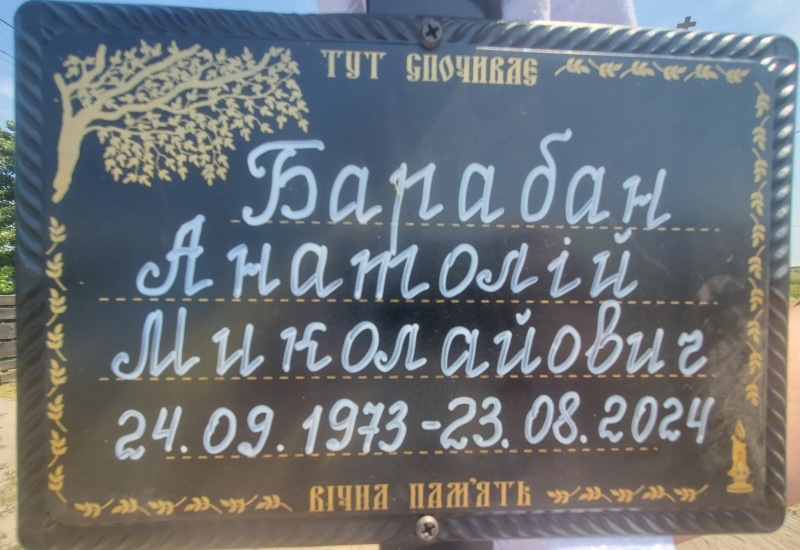 ТУТ СПОЧИВАЄ
Барабан
Анатолій
Миколайович
24.09.1973-23.08.2024
ВІЧНА ПАМ'ЯТЬ